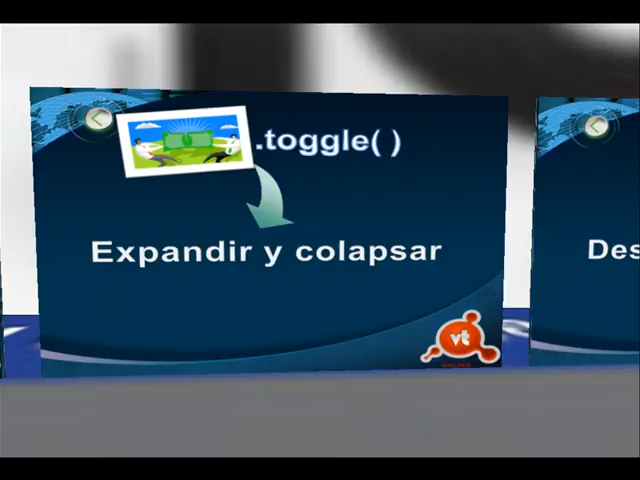 .toggle( )
Expandir y colapsar
Des
vt